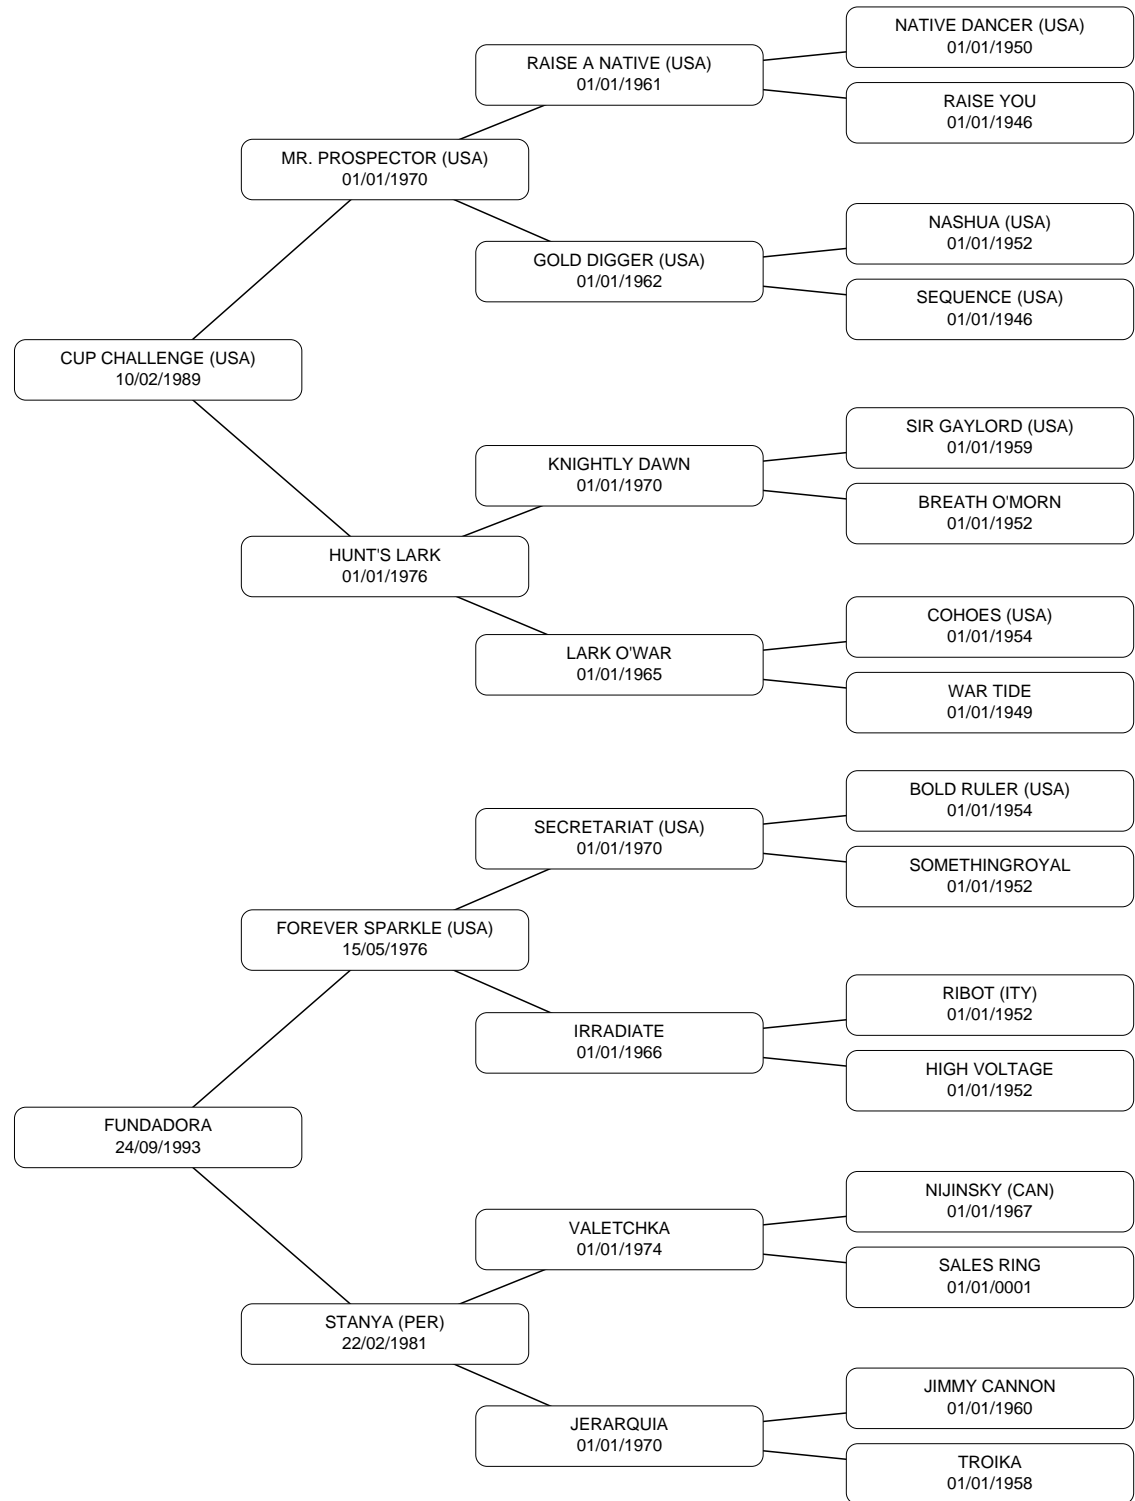 NATIVE DANCER (USA)
01/01/1950
RAISE A NATIVE (USA)
01/01/1961
RAISE YOU
01/01/1946
MR. PROSPECTOR (USA)
01/01/1970
NASHUA (USA)
01/01/1952
GOLD DIGGER (USA)
01/01/1962
SEQUENCE (USA)
01/01/1946
CUP CHALLENGE (USA)
10/02/1989
SIR GAYLORD (USA)
01/01/1959
KNIGHTLY DAWN
01/01/1970
BREATH O'MORN
01/01/1952
HUNT'S LARK
01/01/1976
COHOES (USA)
01/01/1954
LARK O'WAR
01/01/1965
WAR TIDE
01/01/1949
BOLD RULER (USA)
01/01/1954
SECRETARIAT (USA)
01/01/1970
SOMETHINGROYAL
01/01/1952
FOREVER SPARKLE (USA)
15/05/1976
RIBOT (ITY)
01/01/1952
IRRADIATE
01/01/1966
HIGH VOLTAGE
01/01/1952
FUNDADORA
24/09/1993
NIJINSKY (CAN)
01/01/1967
VALETCHKA
01/01/1974
SALES RING
01/01/0001
STANYA (PER)
22/02/1981
JIMMY CANNON
01/01/1960
JERARQUIA
01/01/1970
TROIKA
01/01/1958